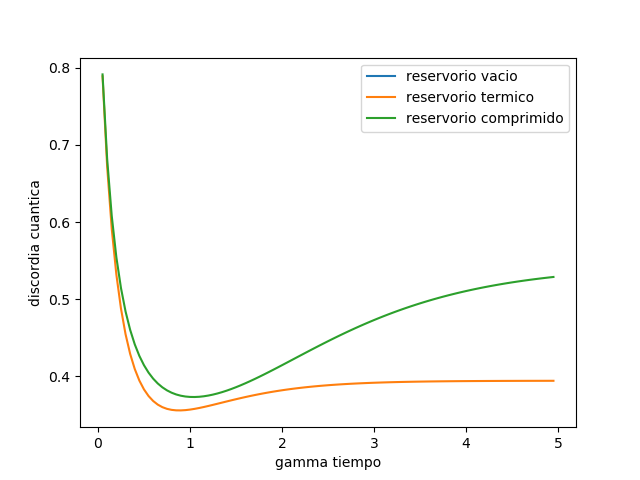 reservorio vacio
reservorio termico
reservorio comprimido
discordia cuantica
0.8
0.7
0.6
0.5
0.4
0
1
2
3
4
5
gamma tiempo